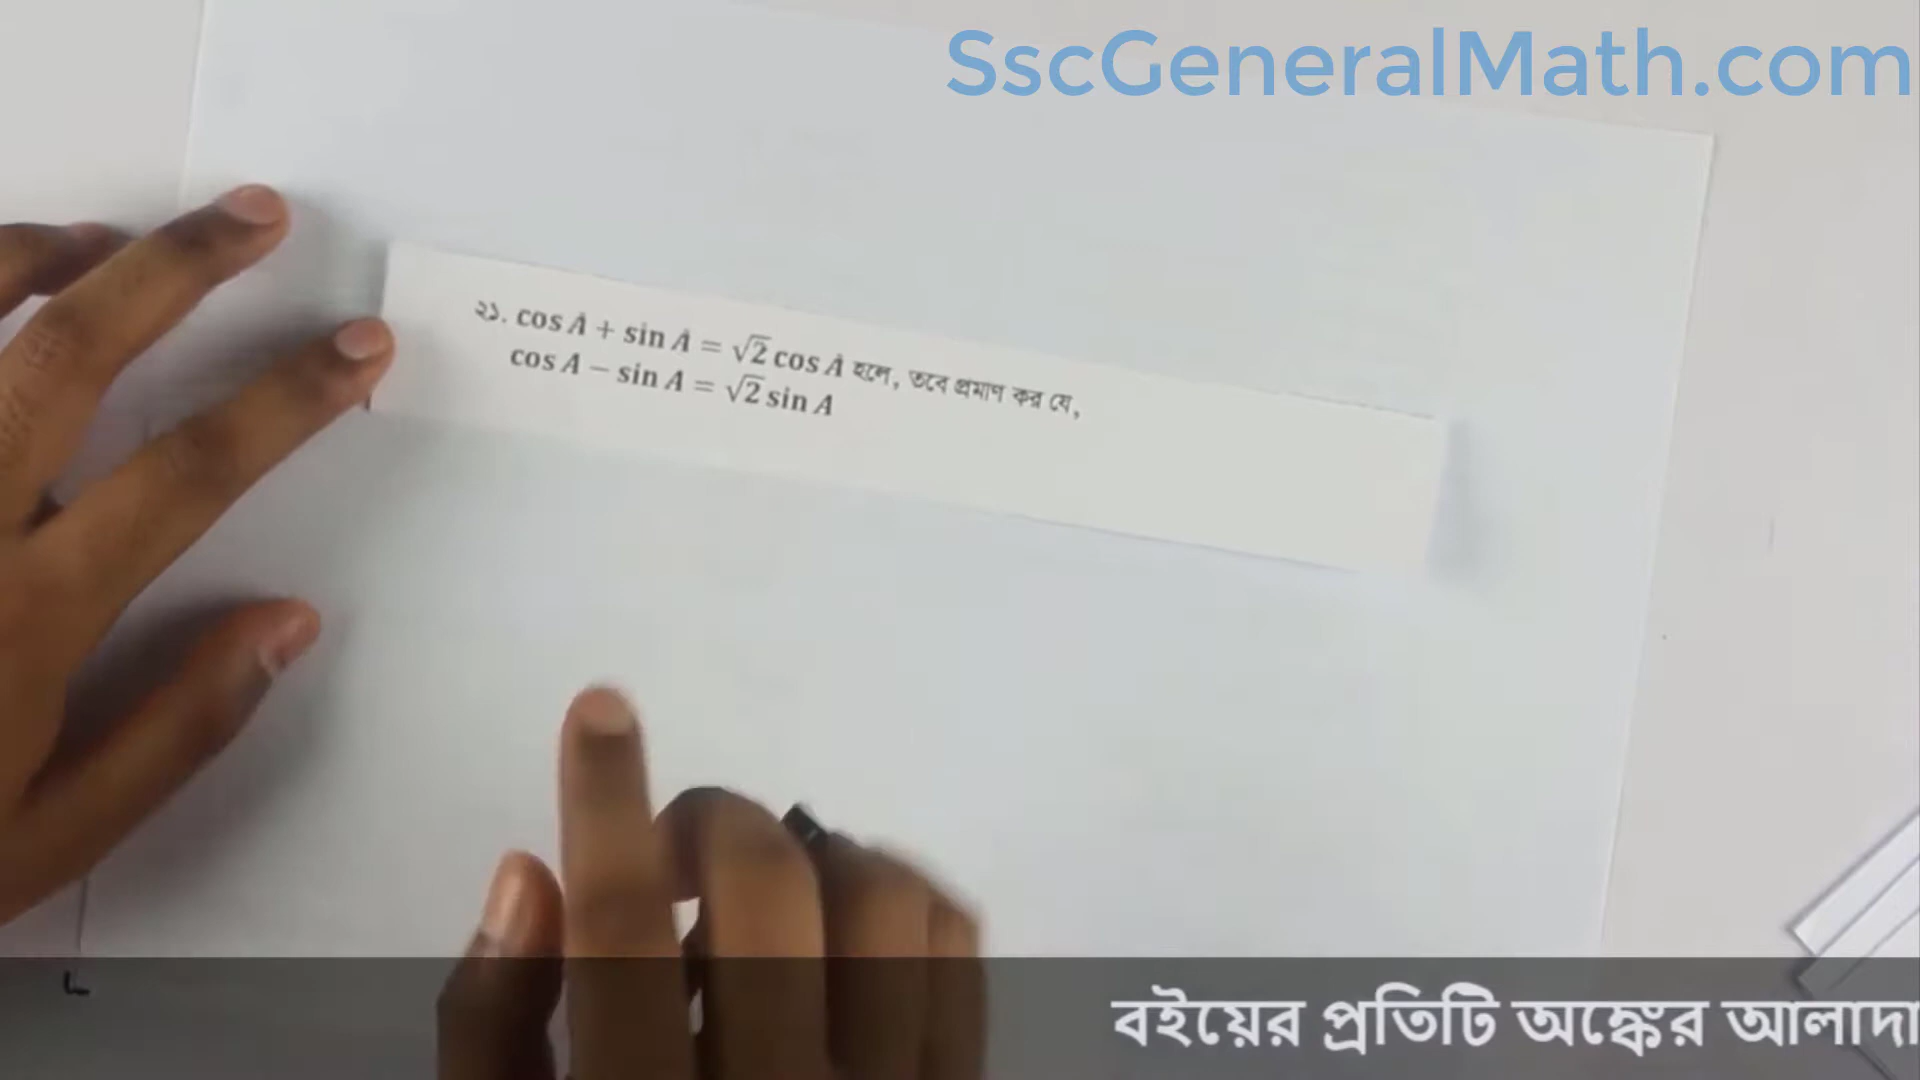 SscGeneralMath.com
২১. cos A + sin A = √2 cos A হলে, তবে প্রমাণ কর যে,
cos A − sin A = √2 sin A
বইয়ের প্রতিটি অঙ্কের আলাদা